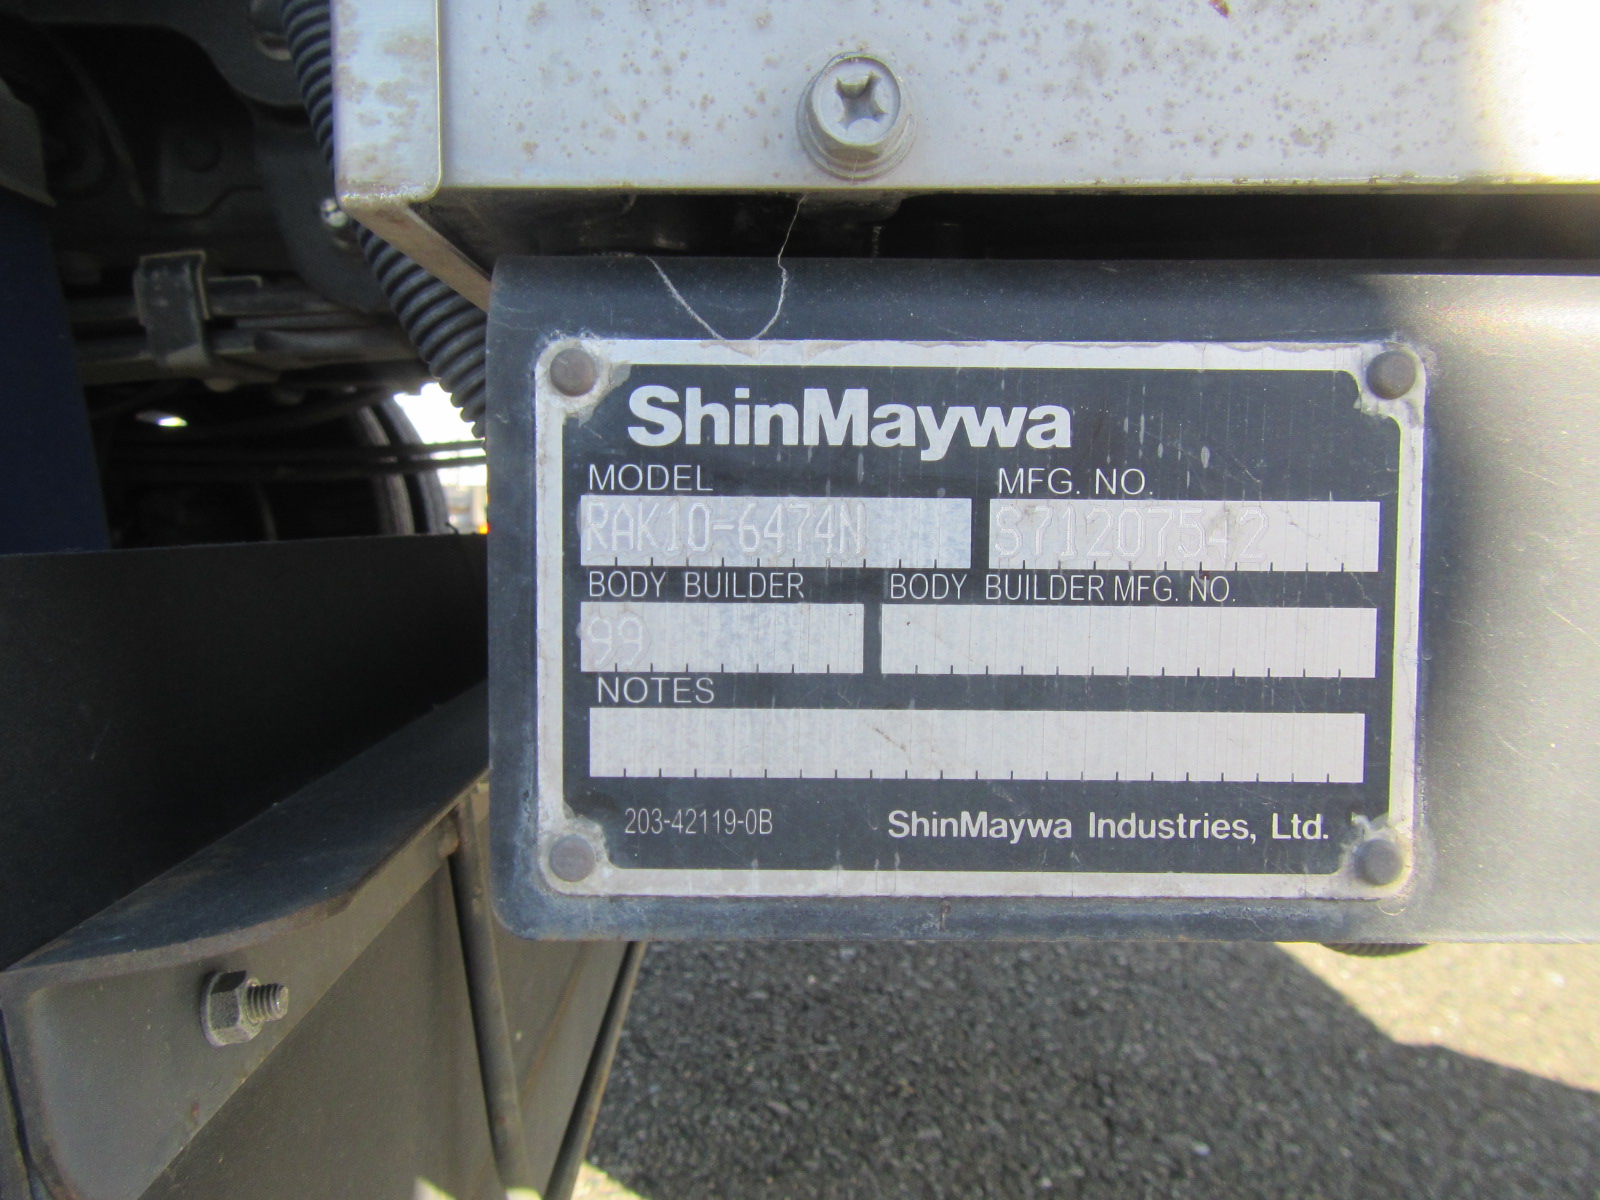 ShinMaywa
MODEL MFG. NO.
RAK10-6474N S71207542
BODY BUILDER BODY BUILDER MFG. NO.
99
NOTES
203-42119-0B ShinMaywa Industries, Ltd.